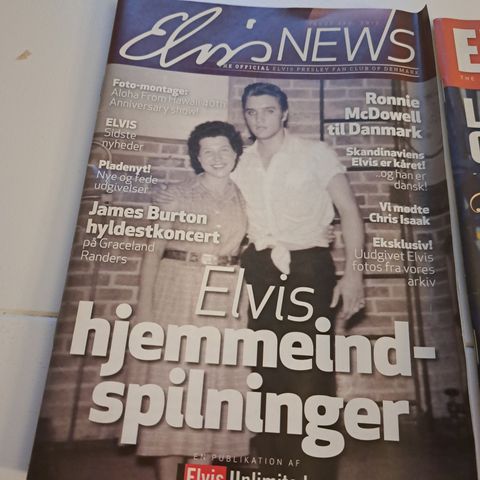 Elvis NEWS
THE OFFICIAL ELVIS PRESLEY FAN CLUB OF DENMARK
Foto-montage:
Aloha From Hawaii 40th
Anniversary show!
ELVIS
Sidste
nyheder
Pladenyt!
Nye og fede
udgivelser
James Burton
hyldestkoncert
på Graceland
Randers
Ronnie
McDowell
til Danmark
Skandinaviens
Elvis er kåret!
..og han er
dansk!
Vi mødte
Chris Isaak
Eksklusiv!
Uudgivet Elvis
fotos fra vores
arkiv
Elvis
hjemmeind-
spilninger
EN PUBLIKATION AF
Elvis Unlimited
THE